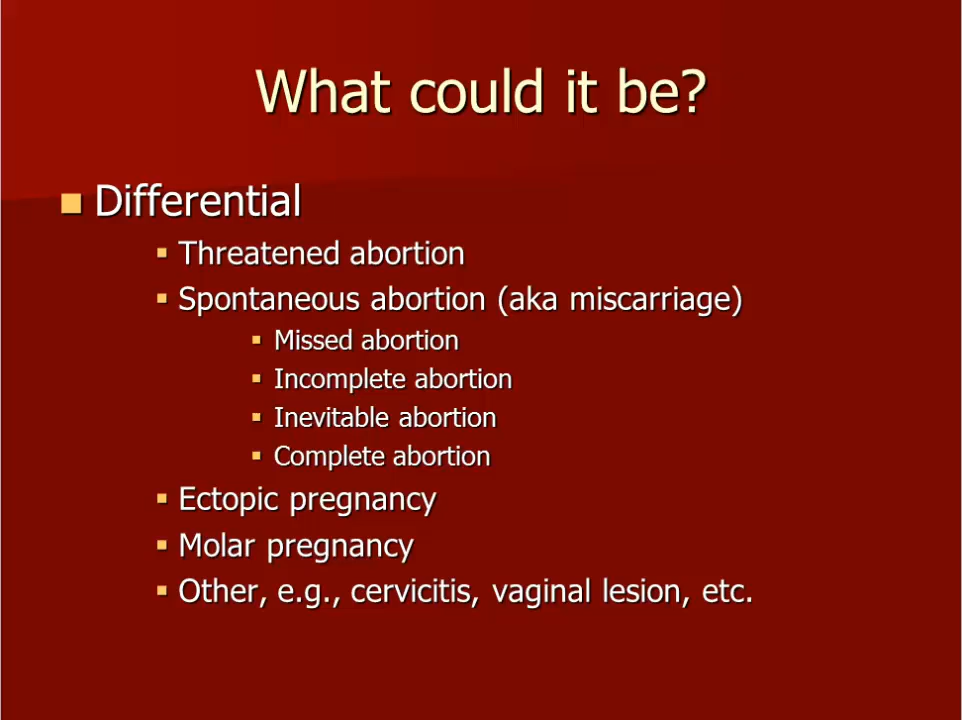 What could it be?
Differential
Threatened abortion
Spontaneous abortion (aka miscarriage)
Missed abortion
Incomplete abortion
Inevitable abortion
Complete abortion
Ectopic pregnancy
Molar pregnancy
Other, e.g., cervicitis, vaginal lesion, etc.